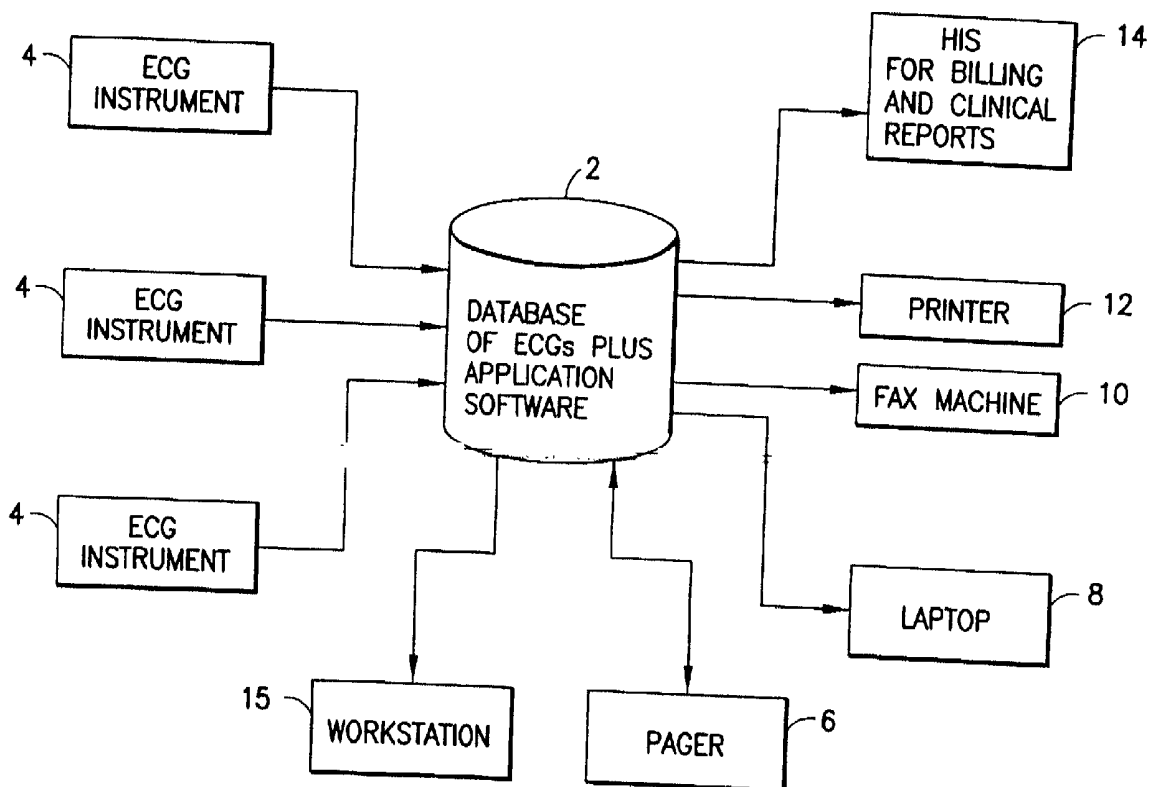 4
ECG
INSTRUMENT
HIS
FOR BILLING
AND CLINICAL
REPORTS
14
2
4
ECG
INSTRUMENT
DATABASE
OF ECGs PLUS
APPLICATION
SOFTWARE
PRINTER
12
FAX MACHINE
10
4
ECG
INSTRUMENT
LAPTOP
8
15
WORKSTATION
PAGER
6